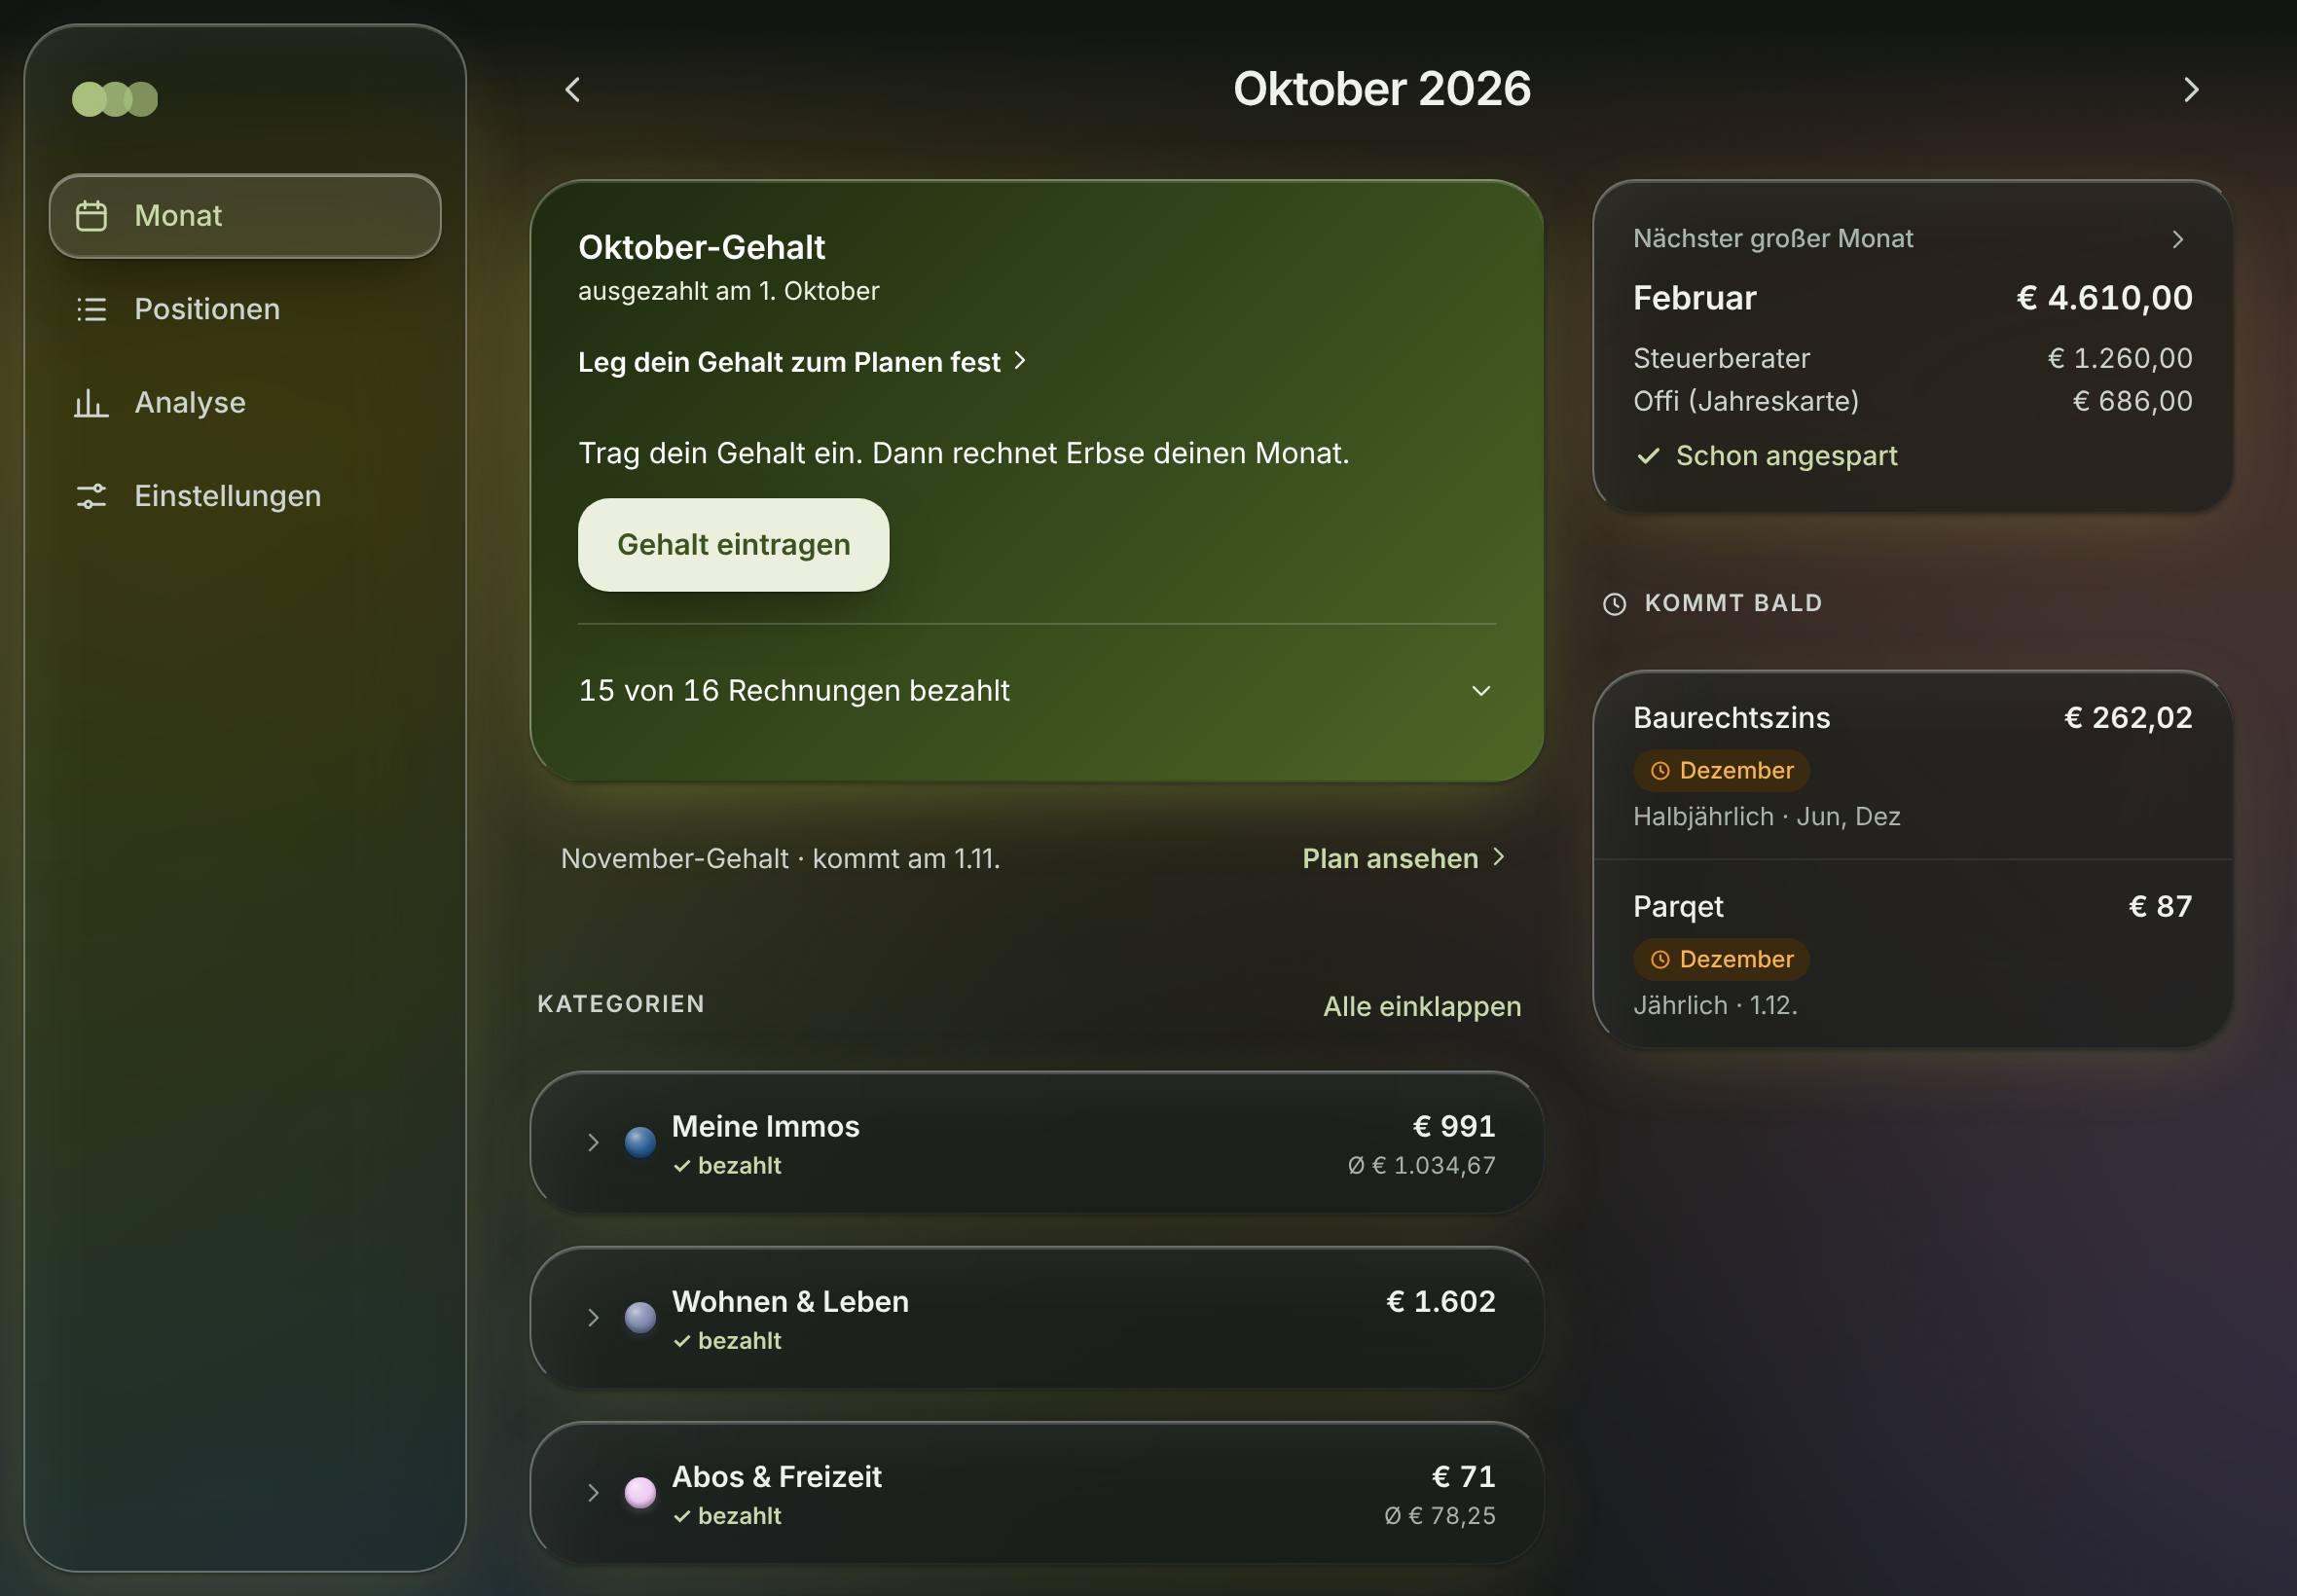 Oktober 2026
Monat
Positionen
Analyse
Einstellungen
Oktober-Gehalt
ausgezahlt am 1. Oktober
Leg dein Gehalt zum Planen fest
Trag dein Gehalt ein. Dann rechnet Erbse deinen Monat.
Gehalt eintragen
15 von 16 Rechnungen bezahlt
November-Gehalt · kommt am 1.11.
Plan ansehen
KATEGORIEN
Alle einklappen
Meine Immos
€ 991
bezahlt
Ø € 1.034,67
Wohnen & Leben
€ 1.602
bezahlt
Abos & Freizeit
€ 71
bezahlt
Ø € 78,25
Nächster großer Monat
Februar
€ 4.610,00
Steuerberater
€ 1.260,00
Offi (Jahreskarte)
€ 686,00
Schon angespart
KOMMT BALD
Baurechtszins
€ 262,02
Dezember
Halbjährlich · Jun, Dez
Parqet
€ 87
Dezember
Jährlich · 1.12.